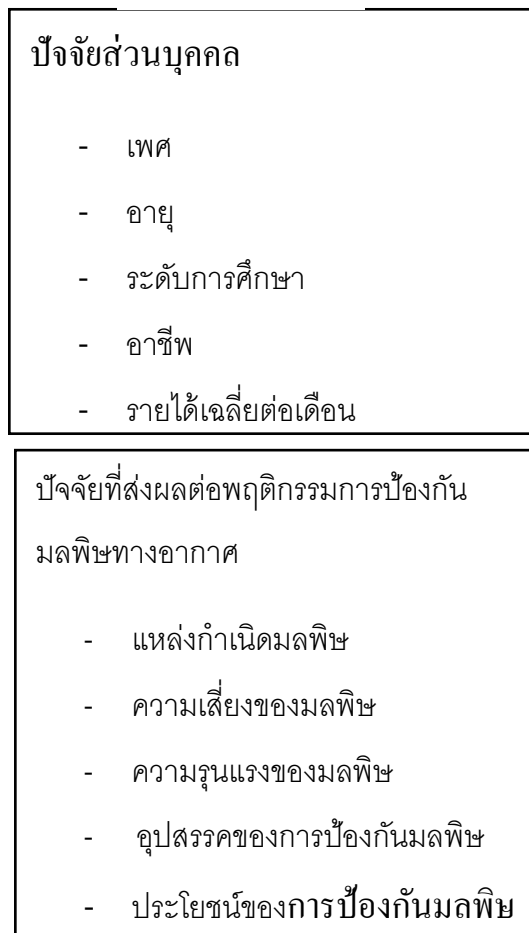 ปัจจัยส่วนบุคคล
- เพศ
- อายุ
- ระดับการศึกษา
- อาชีพ
- รายได้เฉลี่ยต่อเดือน
ปัจจัยที่ส่งผลต่อพฤติกรรมการป้องกัน
มลพิษทางอากาศ
- แหล่งกำเนิดมลพิษ
- ความเสี่ยงของมลพิษ
- ความรุนแรงของมลพิษ
- อุปสรรคของการป้องกันมลพิษ
- ประโยชน์ของการป้องกันมลพิษ